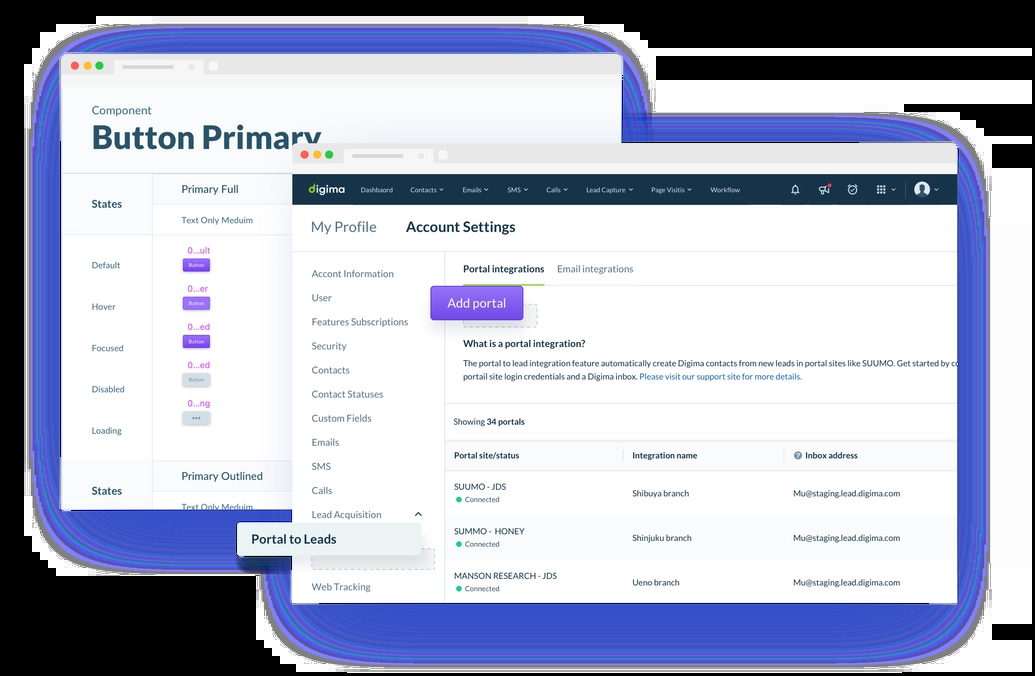 Component
Button Primary
States
Primary Full
Text Only Meduim
Default
0...ult
Button
Hover
0...er
Button
Focused
0...ed
Button
Disabled
0...ed
Button
Loading
0...ng
States
Primary Outlined
Text Only Meduim
digima
Dashbaord
Contacts
Emails
SMS
Calls
Lead Capture
Page Visitis
Workflow
My Profile
Account Settings
Accont Information
User
Features Subscriptions
Security
Contacts
Contact Statuses
Custom Fields
Emails
SMS
Calls
Lead Acquisition
Portal to Leads
Web Tracking
Portal integrations
Email integrations
Add portal
What is a portal integration?
The portal to lead integration feature automatically create Digima contacts from new leads in portal sites like SUUMO. Get started by co
portail site login credentials and a Digima inbox. Please visit our support site for more details.
Showing 34 portals
Portal site/status
Integration name
Inbox address
SUUMO - JDS
Connected
Shibuya branch
Mu@staging.lead.digima.com
SUMMO - HONEY
Connected
Shinjuku branch
Mu@staging.lead.digima.com
MANSON RESEARCH - JDS
Connected
Ueno branch
Mu@staging.lead.digima.com